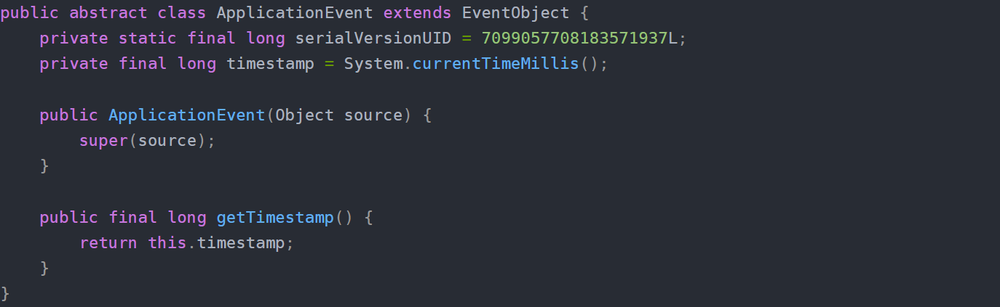 public abstract class ApplicationEvent extends EventObject {
    private static final long serialVersionUID = 7099057708183571937L;
    private final long timestamp = System.currentTimeMillis();

    public ApplicationEvent(Object source) {
        super(source);
    }

    public final long getTimestamp() {
        return this.timestamp;
    }
}